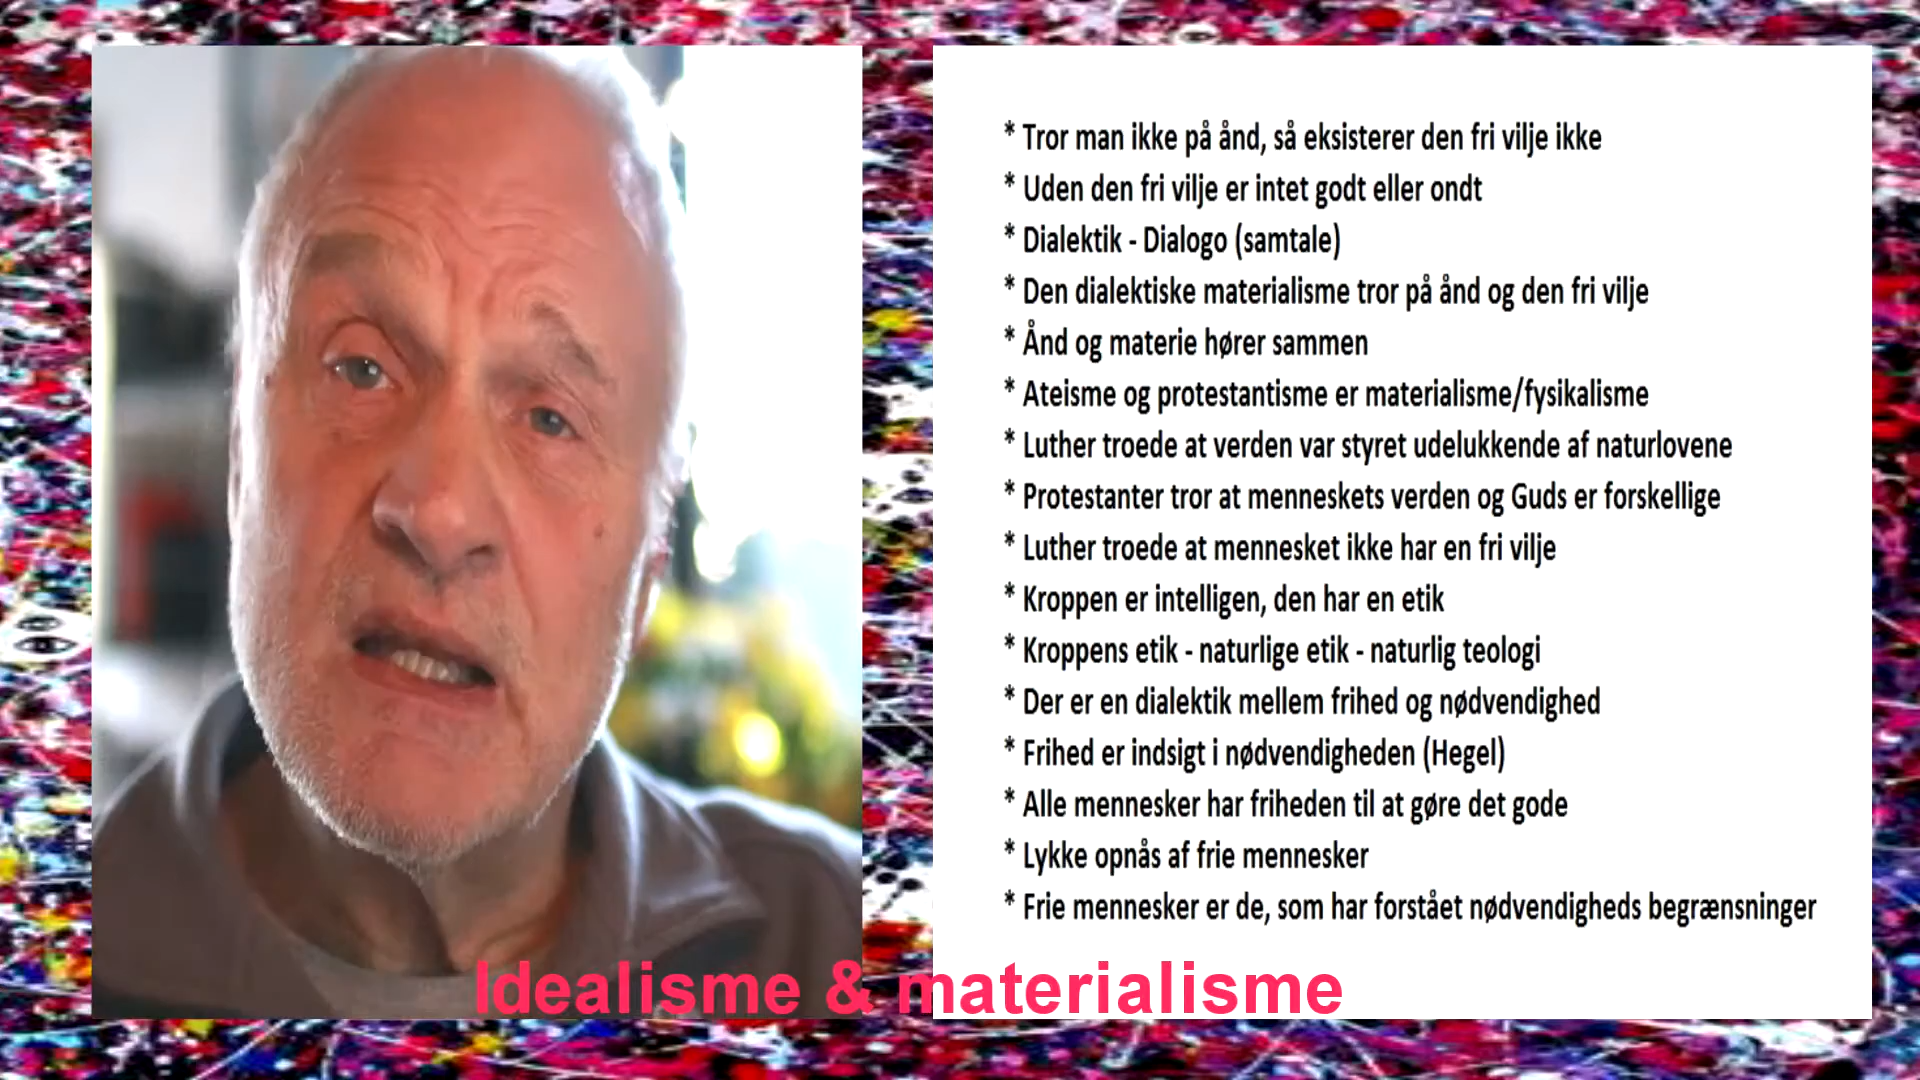 * Tror man ikke på ånd, så eksisterer den fri vilje ikke
* Uden den fri vilje er intet godt eller ondt
* Dialektik - Dialogo (samtale)
* Den dialektiske materialisme tror på ånd og den fri vilje
* Ånd og materie hører sammen
* Ateisme og protestantisme er materialisme/fysikalisme
* Luther troede at verden var styret udelukkende af naturlovene
* Protestanter tror at menneskets verden og Guds er forskellige
* Luther troede at mennesket ikke har en fri vilje
* Kroppen er intelligen, den har en etik
* Kroppens etik - naturlige etik - naturlig teologi
* Der er en dialektik mellem frihed og nødvendighed
* Frihed er indsigt i nødvendigheden (Hegel)
* Alle mennesker har friheden til at gøre det gode
* Lykke opnås af frie mennesker
* Frie mennesker er de, som har forstået nødvendigheds begrænsninger
Idealisme & materialisme